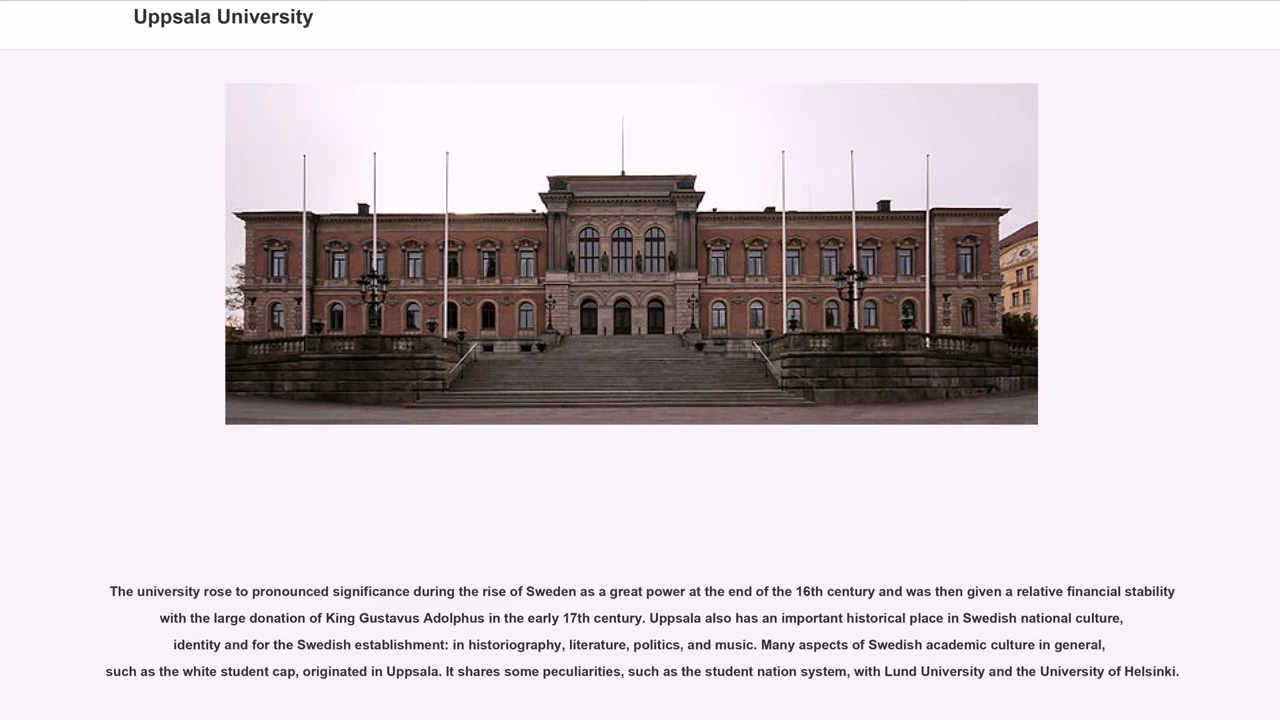 Uppsala University
The university rose to pronounced significance during the rise of Sweden as a great power at the end of the 16th century and was then given a relative financial stability
with the large donation of King Gustavus Adolphus in the early 17th century. Uppsala also has an important historical place in Swedish national culture,
identity and for the Swedish establishment: in historiography, literature, politics, and music. Many aspects of Swedish academic culture in general,
such as the white student cap, originated in Uppsala. It shares some peculiarities, such as the student nation system, with Lund University and the University of Helsinki.